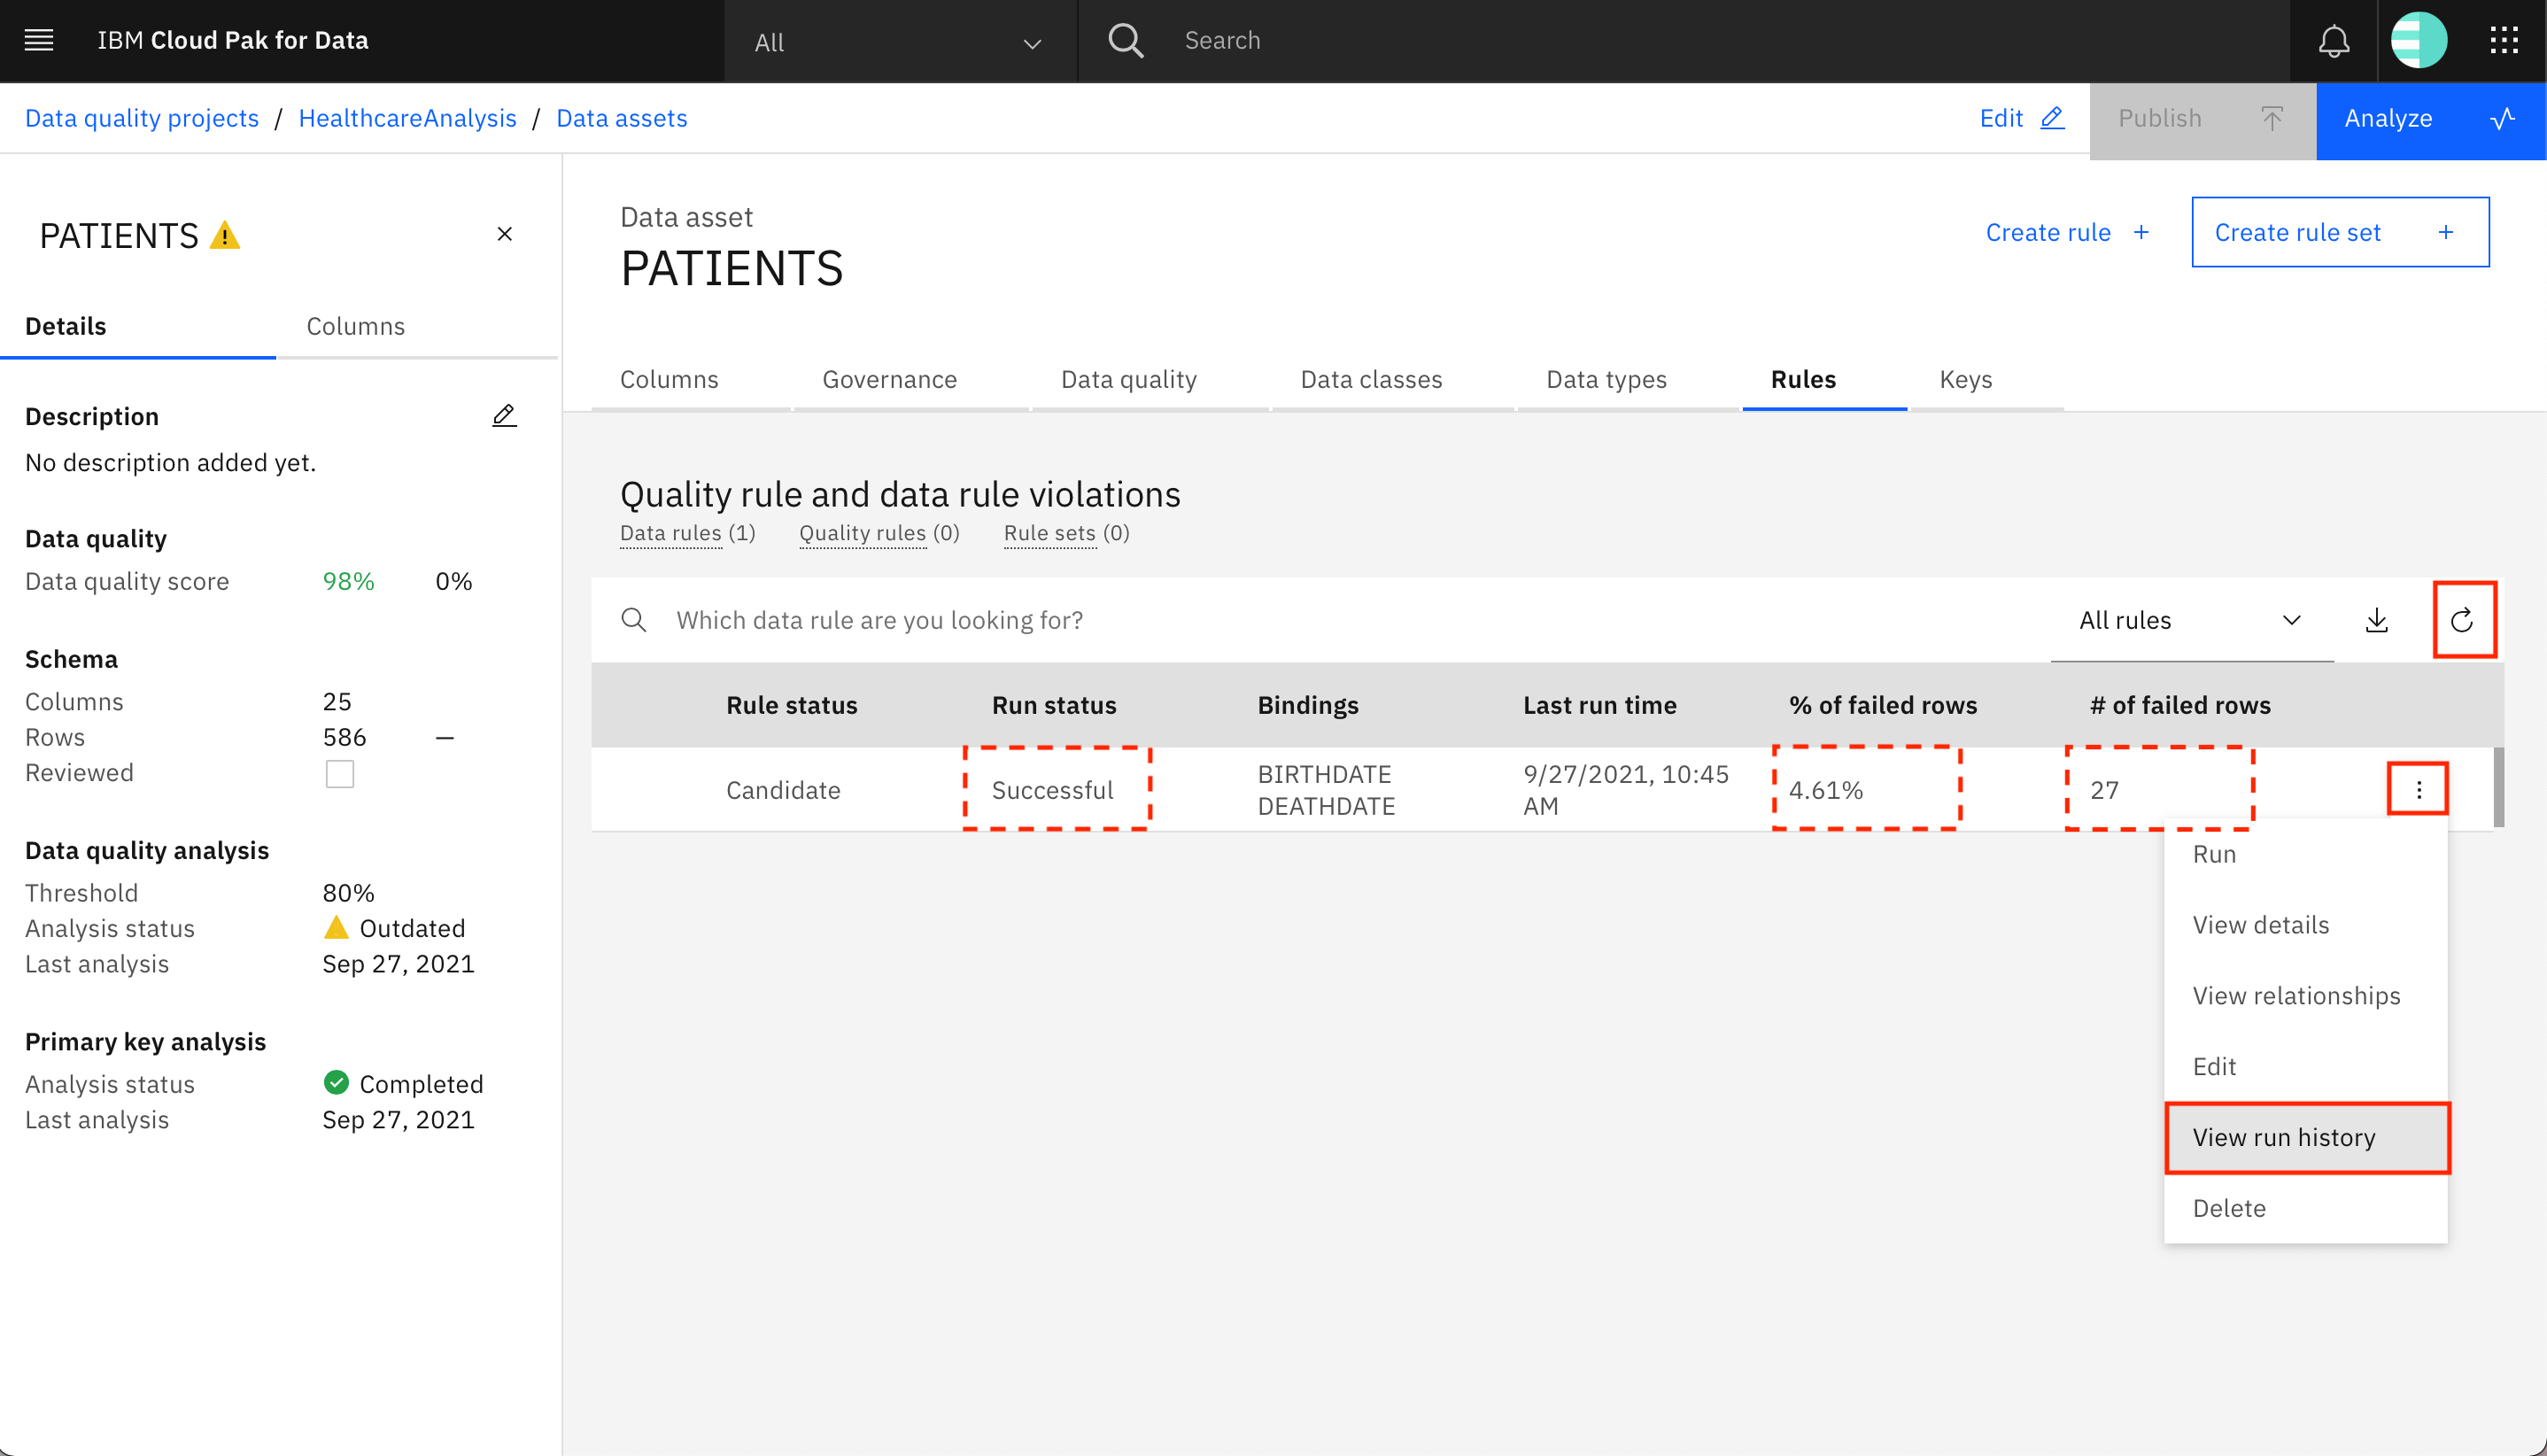 IBM Cloud Pak for Data
All
Search
Data quality projects / HealthcareAnalysis / Data assets
Edit
Publish
Analyze
PATIENTS
Details
Columns
Description
No description added yet.
Data quality
Data quality score 98% 0%
Schema
Columns 25
Rows 586 —
Reviewed
Data quality analysis
Threshold 80%
Analysis status Outdated
Last analysis Sep 27, 2021
Primary key analysis
Analysis status Completed
Last analysis Sep 27, 2021
Data asset
PATIENTS
Create rule +
Create rule set +
Columns Governance Data quality Data classes Data types Rules Keys
Quality rule and data rule violations
Data rules (1) Quality rules (0) Rule sets (0)
Which data rule are you looking for?
All rules
Rule status Run status Bindings Last run time % of failed rows # of failed rows
Candidate Successful BIRTHDATE DEATHDATE 9/27/2021, 10:45 AM 4.61% 27
Run
View details
View relationships
Edit
View run history
Delete